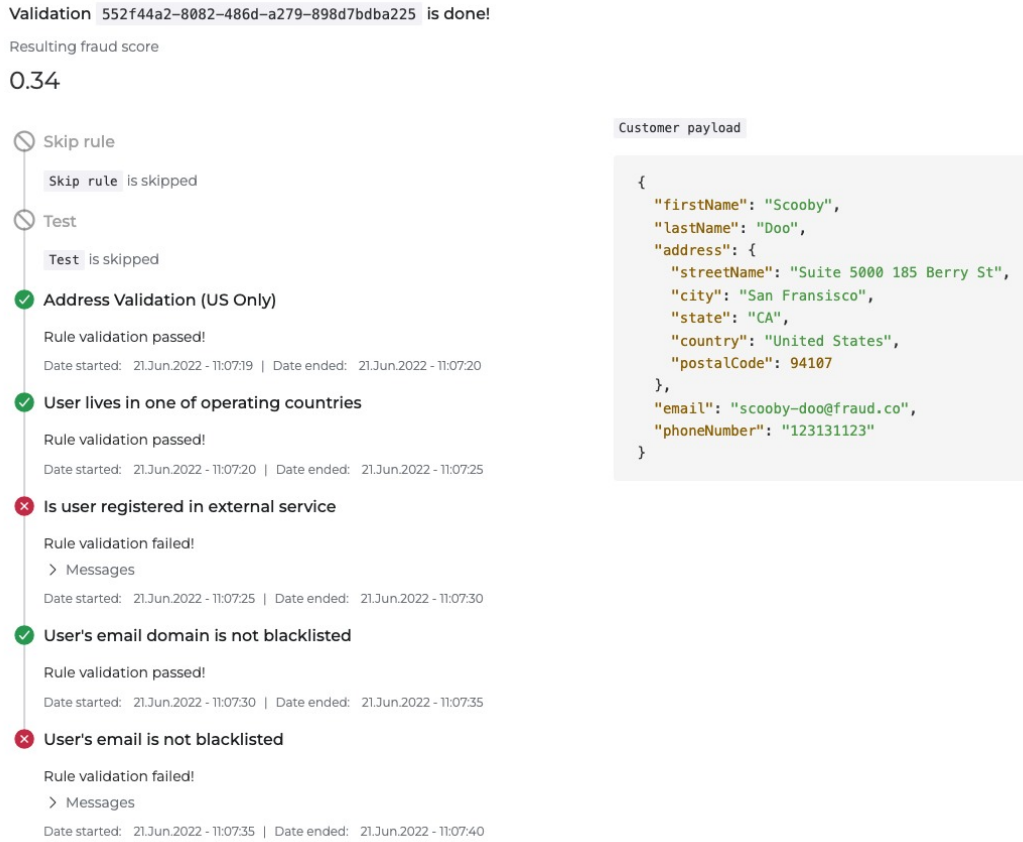 Validation 552f44a2-8082-486d-a279-898d7bdba225 is done!
Resulting fraud score
0.34
Skip rule
Skip rule is skipped
Test
Test is skipped
Address Validation (US Only)
Rule validation passed!
Date started: 21.Jun.2022 - 11:07:19 | Date ended: 21.Jun.2022 - 11:07:20
User lives in one of operating countries
Rule validation passed!
Date started: 21.Jun.2022 - 11:07:20 | Date ended: 21.Jun.2022 - 11:07:25
Is user registered in external service
Rule validation failed!
Messages
Date started: 21.Jun.2022 - 11:07:25 | Date ended: 21.Jun.2022 - 11:07:30
User's email domain is not blacklisted
Rule validation passed!
Date started: 21.Jun.2022 - 11:07:30 | Date ended: 21.Jun.2022 - 11:07:35
User's email is not blacklisted
Rule validation failed!
Messages
Date started: 21.Jun.2022 - 11:07:35 | Date ended: 21.Jun.2022 - 11:07:40
Customer payload
{
"firstName": "Scooby",
"lastName": "Doo",
"address": {
"streetName": "Suite 5000 185 Berry St",
"city": "San Fransisco",
"state": "CA",
"country": "United States",
"postalCode": 94107
},
"email": "scooby-doo@fraud.co",
"phoneNumber": "123131123"
}